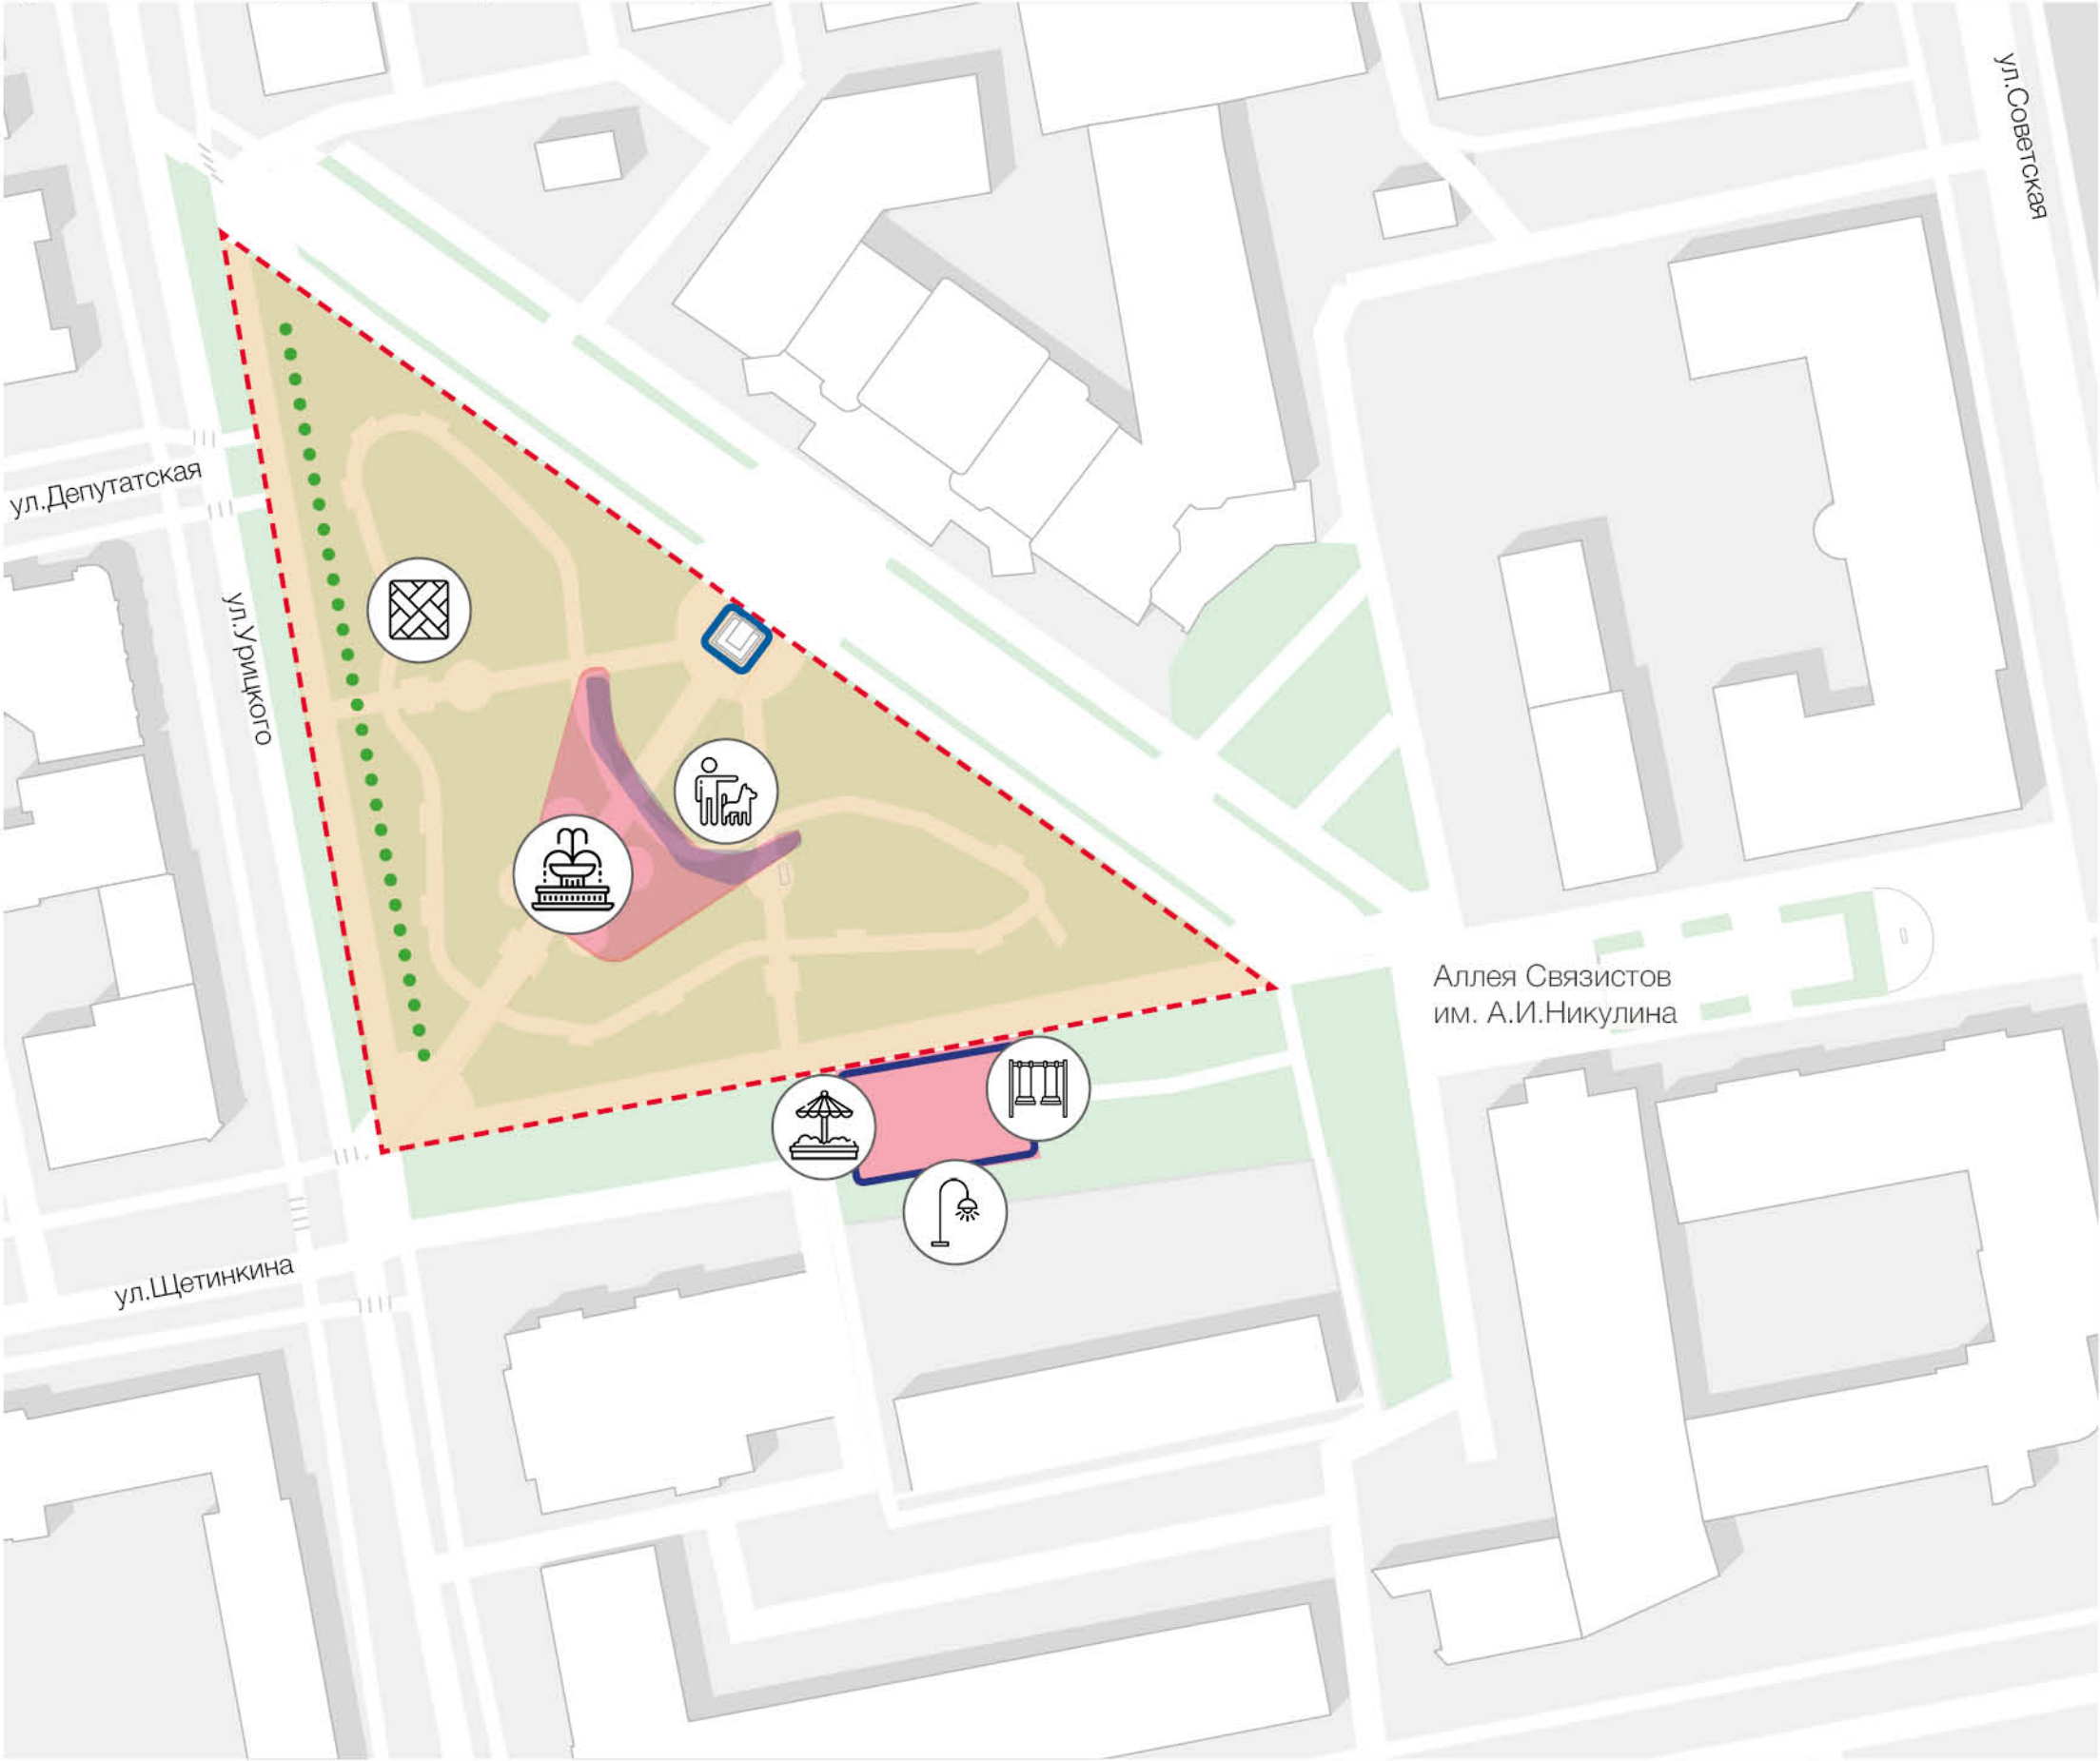 ул.Советская
ул.Депутатская
ул.Урицкого
Аллея Связистов
им. А.И.Никулина
ул.Щетинкина